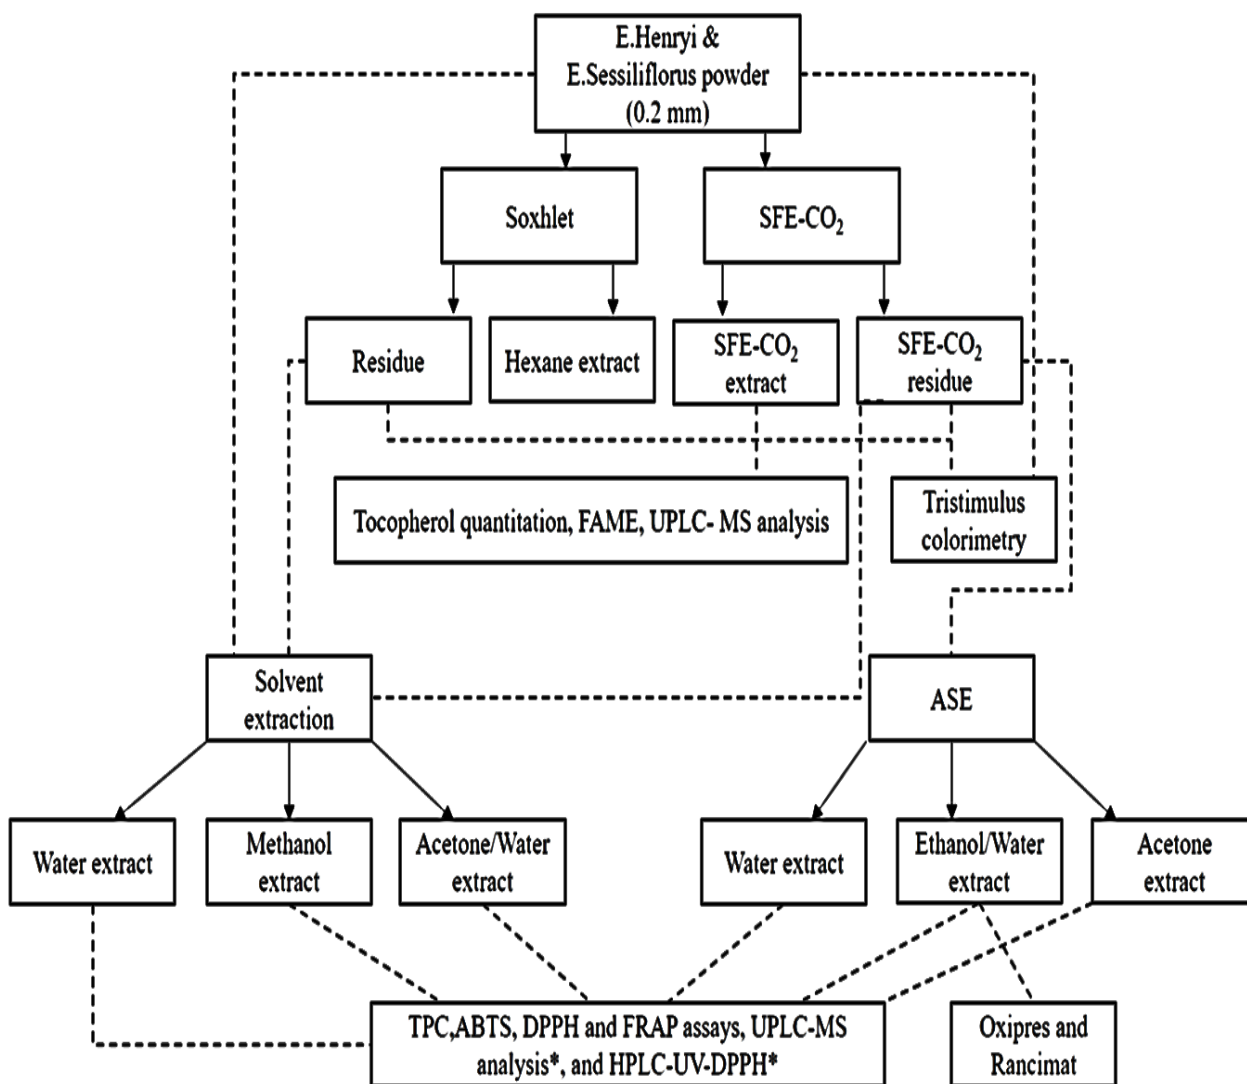 E.Henryi &
E.Sessiliflorus powder
(0.2 mm)
Soxhlet
SFE-CO₂
Residue
Hexane extract
SFE-CO₂
extract
SFE-CO₂
residue
Tocopherol quantitation, FAME, UPLC- MS analysis
Tristimulus
colorimetry
Solvent
extraction
ASE
Water extract
Methanol
extract
Acetone/Water
extract
Water extract
Ethanol/Water
extract
Acetone
extract
TPC,ABTS, DPPH and FRAP assays, UPLC-MS
analysis*, and HPLC-UV-DPPH*
Oxipres and
Rancimat